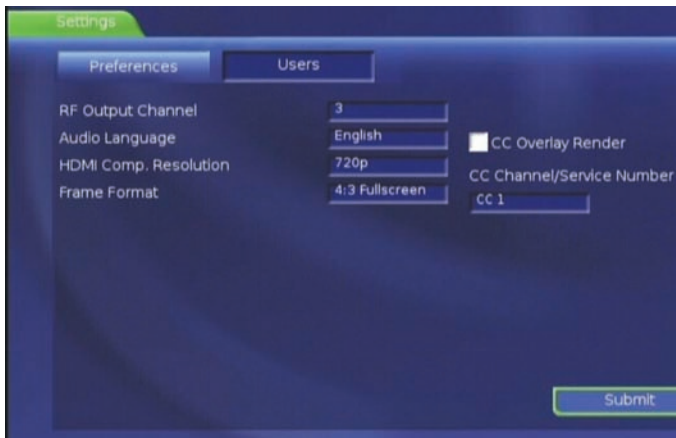 Settings
Preferences
Users
RF Output Channel
3
Audio Language
English
CC Overlay Render
HDMI Comp. Resolution
720p
CC Channel/Service Number
Frame Format
4:3 Fullscreen
CC 1
Submit